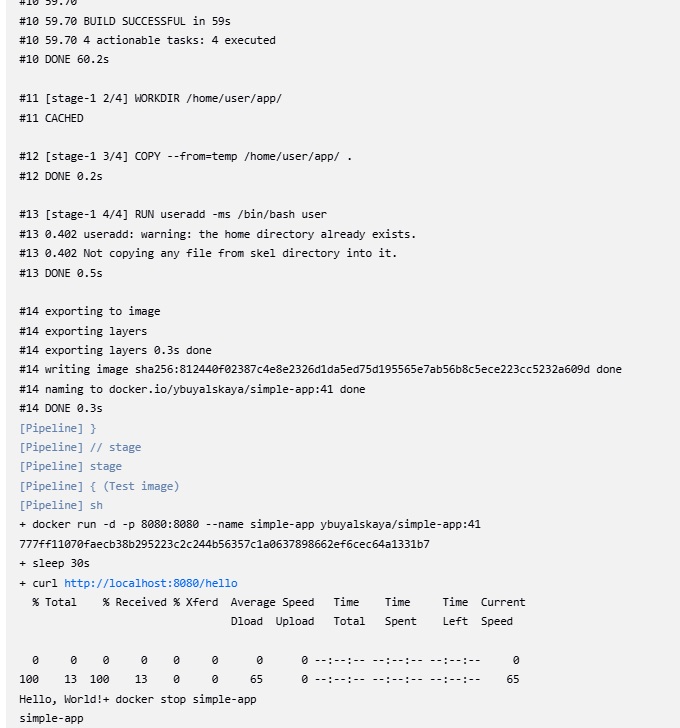 #10 59.70
#10 59.70 BUILD SUCCESSFUL in 59s
#10 59.70 4 actionable tasks: 4 executed
#10 DONE 60.2s
#11 [stage-1 2/4] WORKDIR /home/user/app/
#11 CACHED
#12 [stage-1 3/4] COPY --from=temp /home/user/app/ .
#12 DONE 0.2s
#13 [stage-1 4/4] RUN useradd -ms /bin/bash user
#13 0.402 useradd: warning: the home directory already exists.
#13 0.402 Not copying any file from skel directory into it.
#13 DONE 0.5s
#14 exporting to image
#14 exporting layers
#14 exporting layers 0.3s done
#14 writing image sha256:812440f02387c4e8e2326d1da5ed75d195565e7ab56b8c5ece223cc5232a609d done
#14 naming to docker.io/ybuyalskaya/simple-app:41 done
#14 DONE 0.3s
[Pipeline] }
[Pipeline] // stage
[Pipeline] stage
[Pipeline] { (Test image)
[Pipeline] sh
+ docker run -d -p 8080:8080 --name simple-app ybuyalskaya/simple-app:41
777ff11070faecb38b295223c2c244b56357c1a0637898662ef6cec64a1331b7
+ sleep 30s
+ curl http://localhost:8080/hello
  % Total    % Received % Xferd  Average Speed   Time    Time     Time  Current
                                 Dload  Upload   Total   Spent    Left  Speed
  0     0    0     0    0     0      0      0 --:--:-- --:--:-- --:--:--     0
100    13  100    13    0     0     65      0 --:--:-- --:--:-- --:--:--    65
Hello, World!+ docker stop simple-app
simple-app